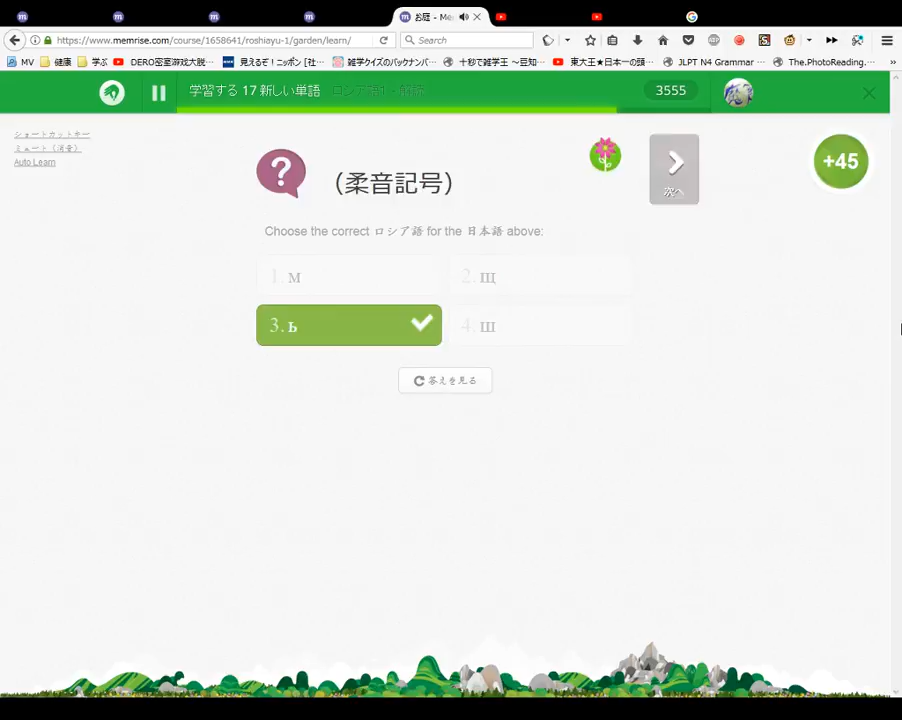 お庭 - Me
https://www.memrise.com/course/1658641/roshiayu-1/garden/learn/
Search
MV 健康 学ぶ DERO密室游戏大脱… 見えるぞ！ニッポン [社… 雑学クイズのバックナンバ… 十秒で雑学王 ～豆知… 東大王★日本一の頭… JLPT N4 Grammar … The.PhotoReading.… »
学習する 17 新しい単語 3555
ショートカットキー
ミュート（消音）
Auto Learn
+45
次へ
? (柔音記号)
Choose the correct ロシア語 for the 日本語 above:
1. м 2. щ
3. ь 4. ш
答えを見る